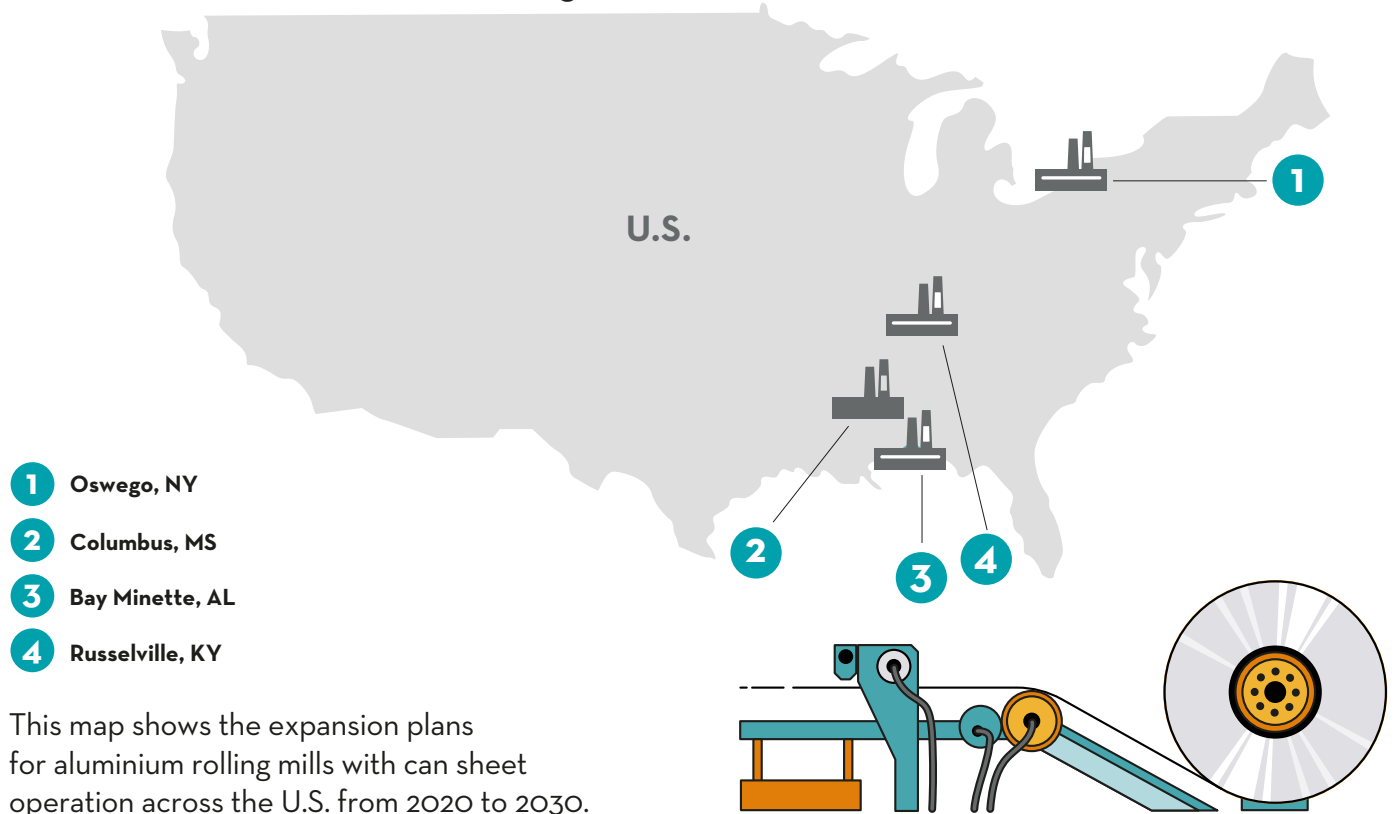 U.S.
1
2
3
4
1 Oswego, NY
2 Columbus, MS
3 Bay Minette, AL
4 Russelville, KY
This map shows the expansion plans
for aluminium rolling mills with can sheet
operation across the U.S. from 2020 to 2030.